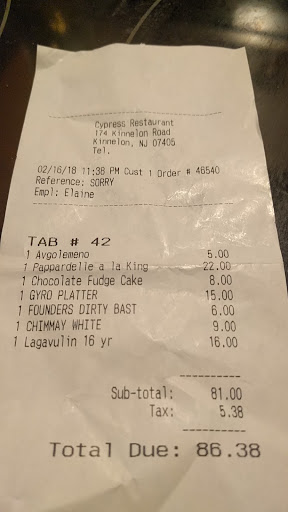 Cypress Restaurant
174 Kinnelon Road
Kinnelon, NJ 07405
Tel.
02/16/18 11:38 PM Cust 1 Order # 46540
Reference: SORRY
Empl: Elaine
TAB # 42
1 Avgolemeno 5.00
1 Pappardelle a la King 22.00
1 Chocolate Fudge Cake 8.00
1 GYRO PLATTER 15.00
1 FOUNDERS DIRTY BAST 6.00
1 CHIMMAY WHITE 9.00
1 Lagavulin 16 yr 16.00
Sub-total: 81.00
Tax: 5.38
Total Due: 86.38